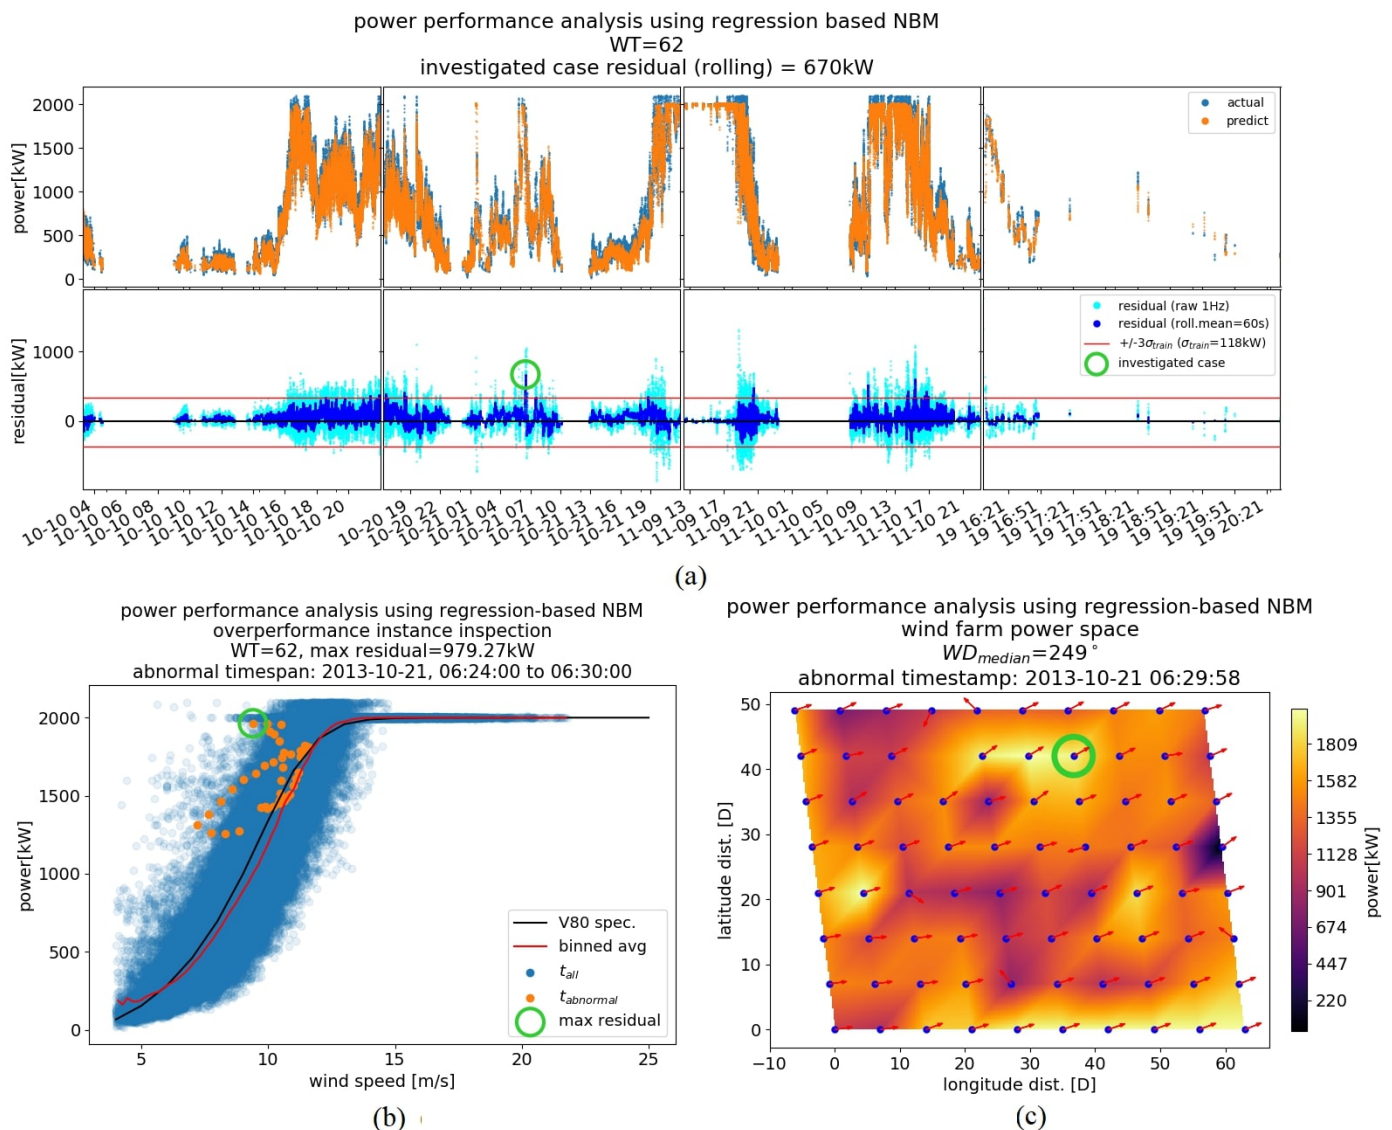 power performance analysis using regression based NBM
WT=62
investigated case residual (rolling) = 670kW
power[kW]
2000
1500
1000
500
0
actual
predict
residual[kW]
1000
0
residual (raw 1Hz)
residual (roll.mean=60s)
+/-3σtrain (σtrain=118kW)
investigated case
10-10 04
10-10 06
10-10 08
10-10 10
10-10 12
10-10 14
10-10 16
10-10 18
10-10 20
10-20 19
10-20 22
10-21 01
10-21 04
10-21 07
10-21 10
10-21 13
10-21 16
10-21 19
11-09 13
11-09 17
11-09 21
11-10 01
11-10 05
11-10 09
11-10 13
11-10 17
11-10 21
19 16:21
19 16:51
19 17:21
19 17:51
19 18:21
19 18:51
19 19:21
19 19:51
19 20:21
(a)
power performance analysis using regression-based NBM
overperformance instance inspection
WT=62, max residual=979.27kW
abnormal timespan: 2013-10-21, 06:24:00 to 06:30:00
power[kW]
2000
1500
1000
500
0
V80 spec.
binned avg
tall
tabnormal
max residual
5
10
15
20
25
wind speed [m/s]
(b)
power performance analysis using regression-based NBM
wind farm power space
WDmedian=249°
abnormal timestamp: 2013-10-21 06:29:58
latitude dist. [D]
50
40
30
20
10
0
−10
0
10
20
30
40
50
60
longitude dist. [D]
1809
1582
1355
1128
901
674
447
220
power[kW]
(c)